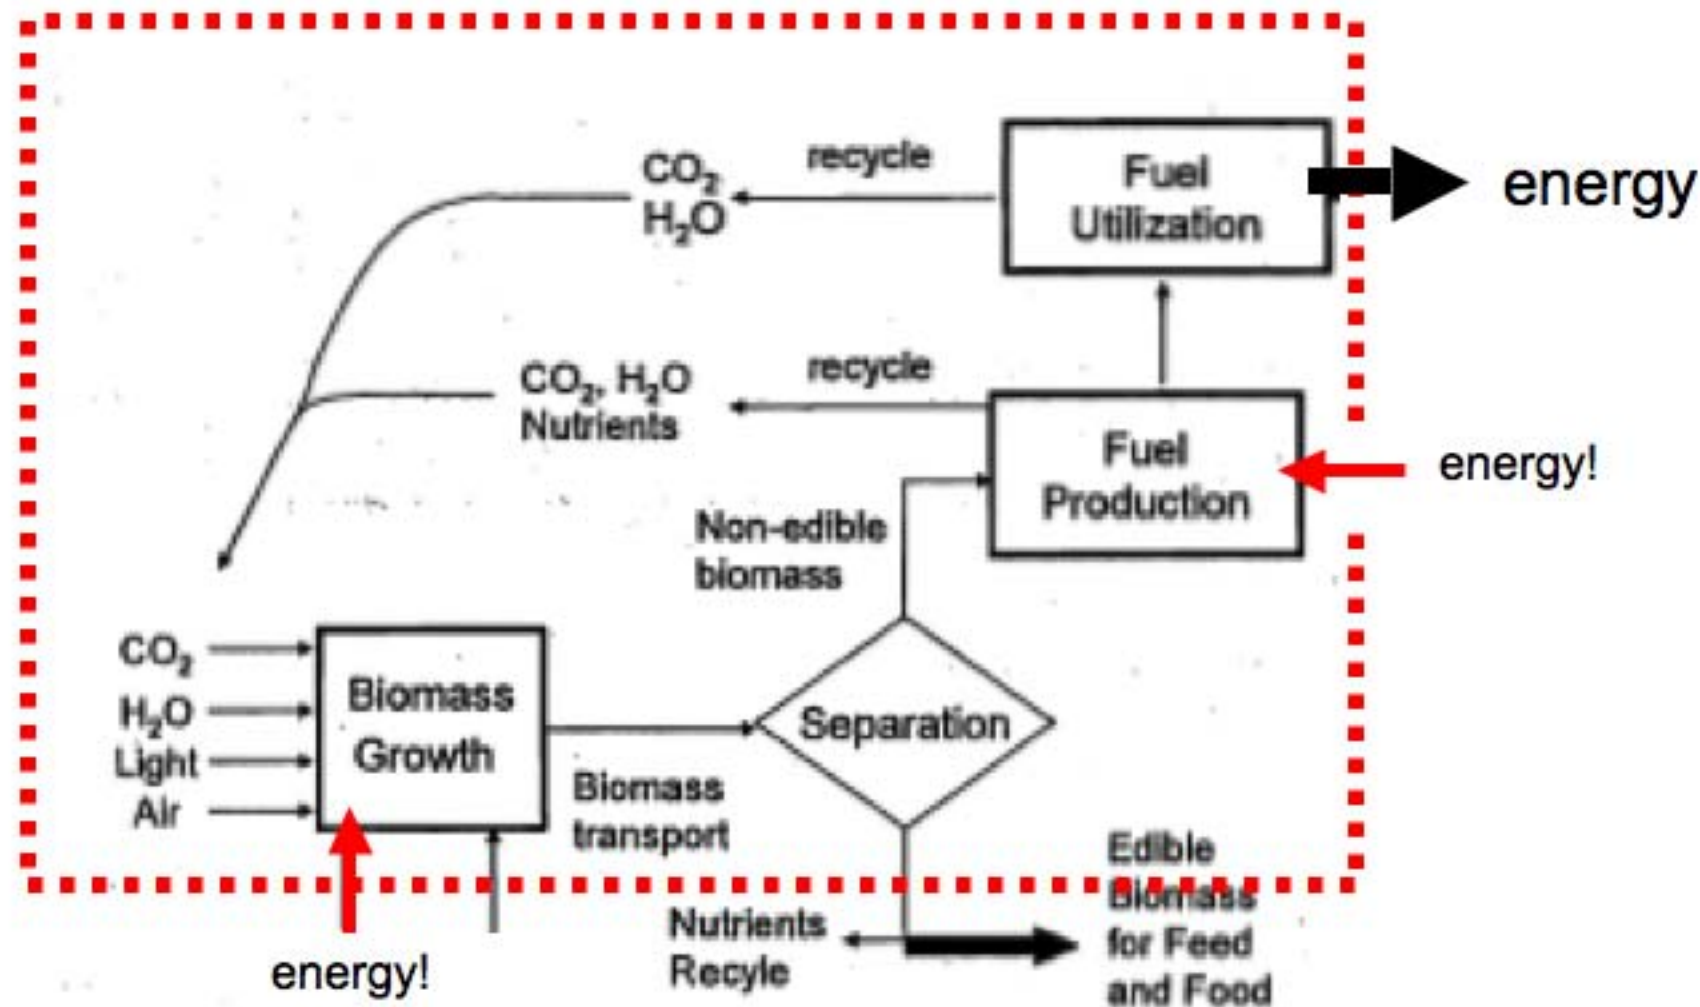 CO₂
H₂O
recycle
Fuel
Utilization
energy
CO₂, H₂O
Nutrients
recycle
Fuel
Production
energy!
Non-edible
biomass
CO₂
H₂O
Light
Air
Biomass
Growth
Biomass
transport
Separation
energy!
Nutrients
Recyle
Edible
Biomass
for Feed
and Food